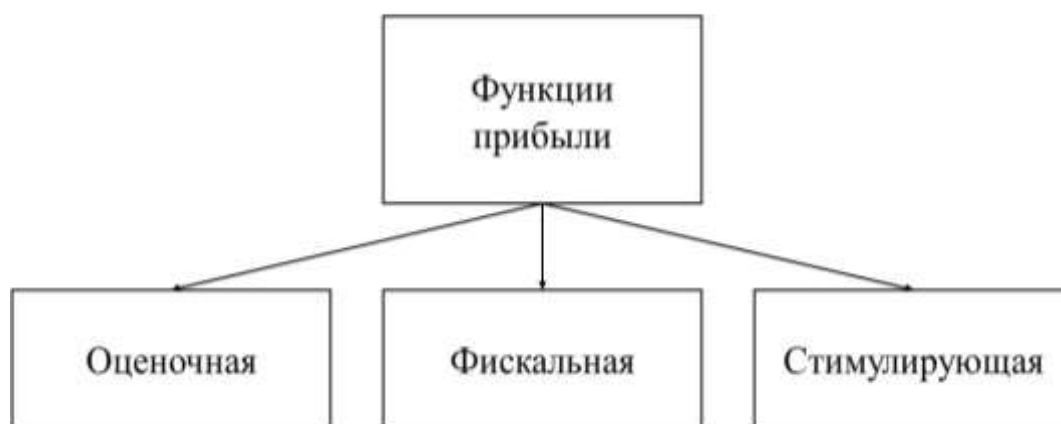 Функции
прибыли
Оценочная
Фискальная
Стимулирующая